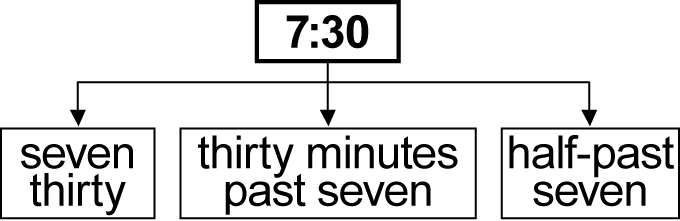 7:30
seven
thirty
thirty minutes
past seven
half-past
seven